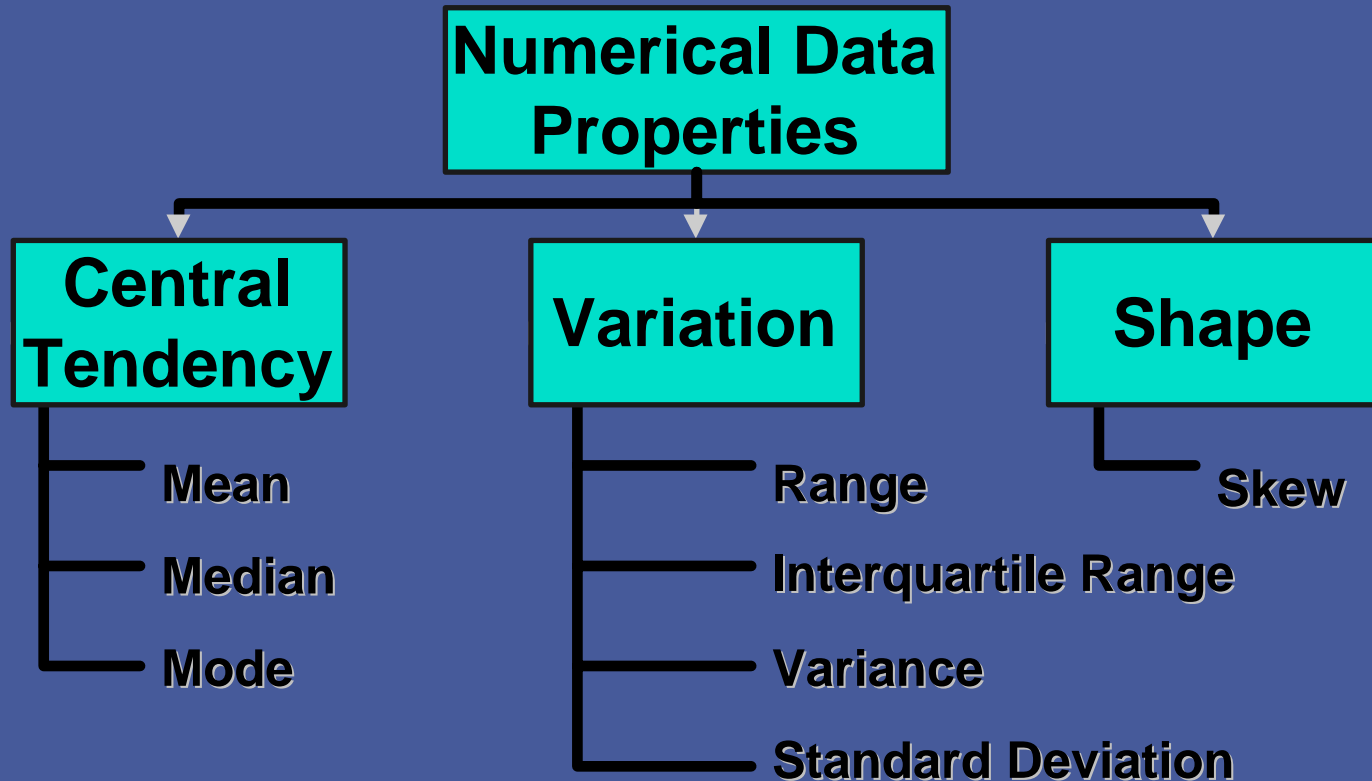 Numerical Data
Properties
Central
Tendency
Mean
Median
Mode
Variation
Range
Interquartile Range
Variance
Standard Deviation
Shape
Skew